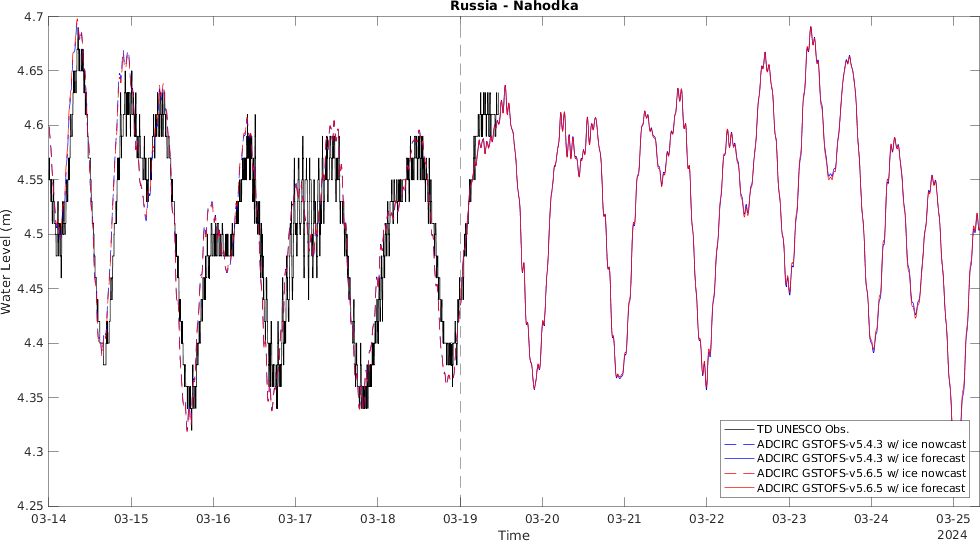 Russia - Nahodka
4.7
4.65
4.6
4.55
4.5
4.45
4.4
4.35
4.3
4.25
Water Level (m)
TD UNESCO Obs.
ADCIRC GSTOFS-v5.4.3 w/ ice nowcast
ADCIRC GSTOFS-v5.4.3 w/ ice forecast
ADCIRC GSTOFS-v5.6.5 w/ ice nowcast
ADCIRC GSTOFS-v5.6.5 w/ ice forecast
03-14 03-15 03-16 03-17 03-18 03-19 03-20 03-21 03-22 03-23 03-24 03-25
Time
2024